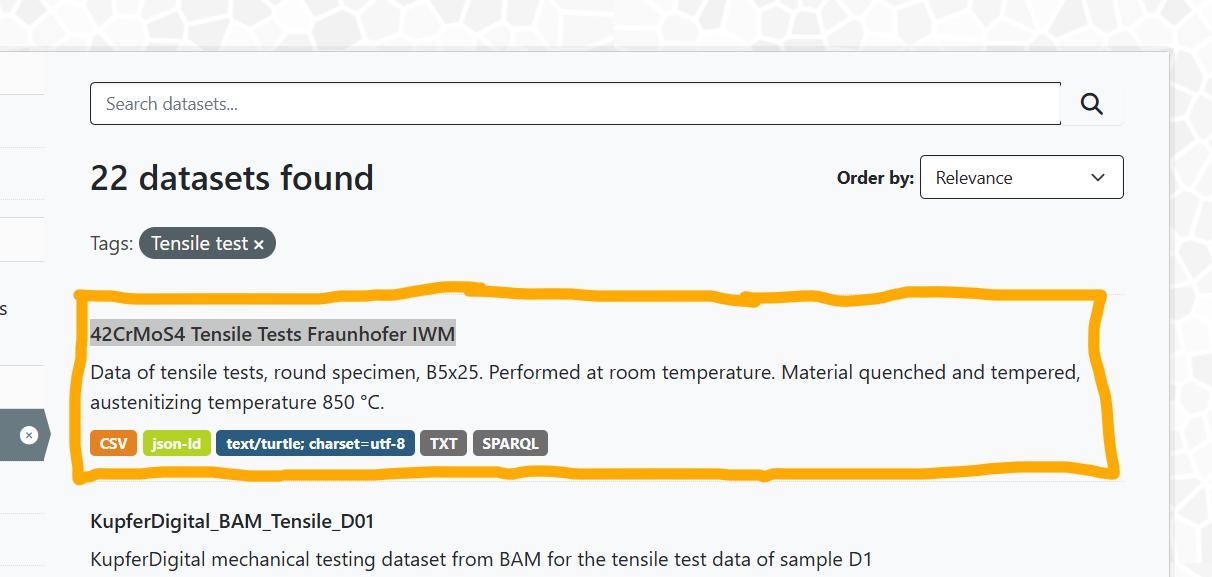 Search datasets...
22 datasets found
Order by: Relevance
Tags: Tensile test ×
s
42CrMoS4 Tensile Tests Fraunhofer IWM
Data of tensile tests, round specimen, B5x25. Performed at room temperature. Material quenched and tempered,
austenitizing temperature 850 °C.
CSV json-ld text/turtle; charset=utf-8 TXT SPARQL
KupferDigital_BAM_Tensile_D01
KupferDigital mechanical testing dataset from BAM for the tensile test data of sample D1